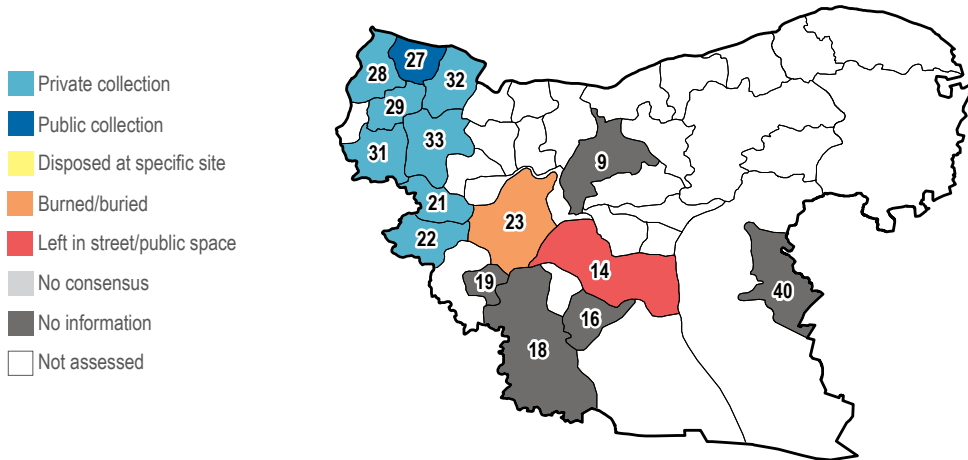 Private collection
Public collection
Disposed at specific site
Burned/buried
Left in street/public space
No consensus
No information
Not assessed
27
28
32
29
33
31
9
21
23
22
14
19
40
16
18